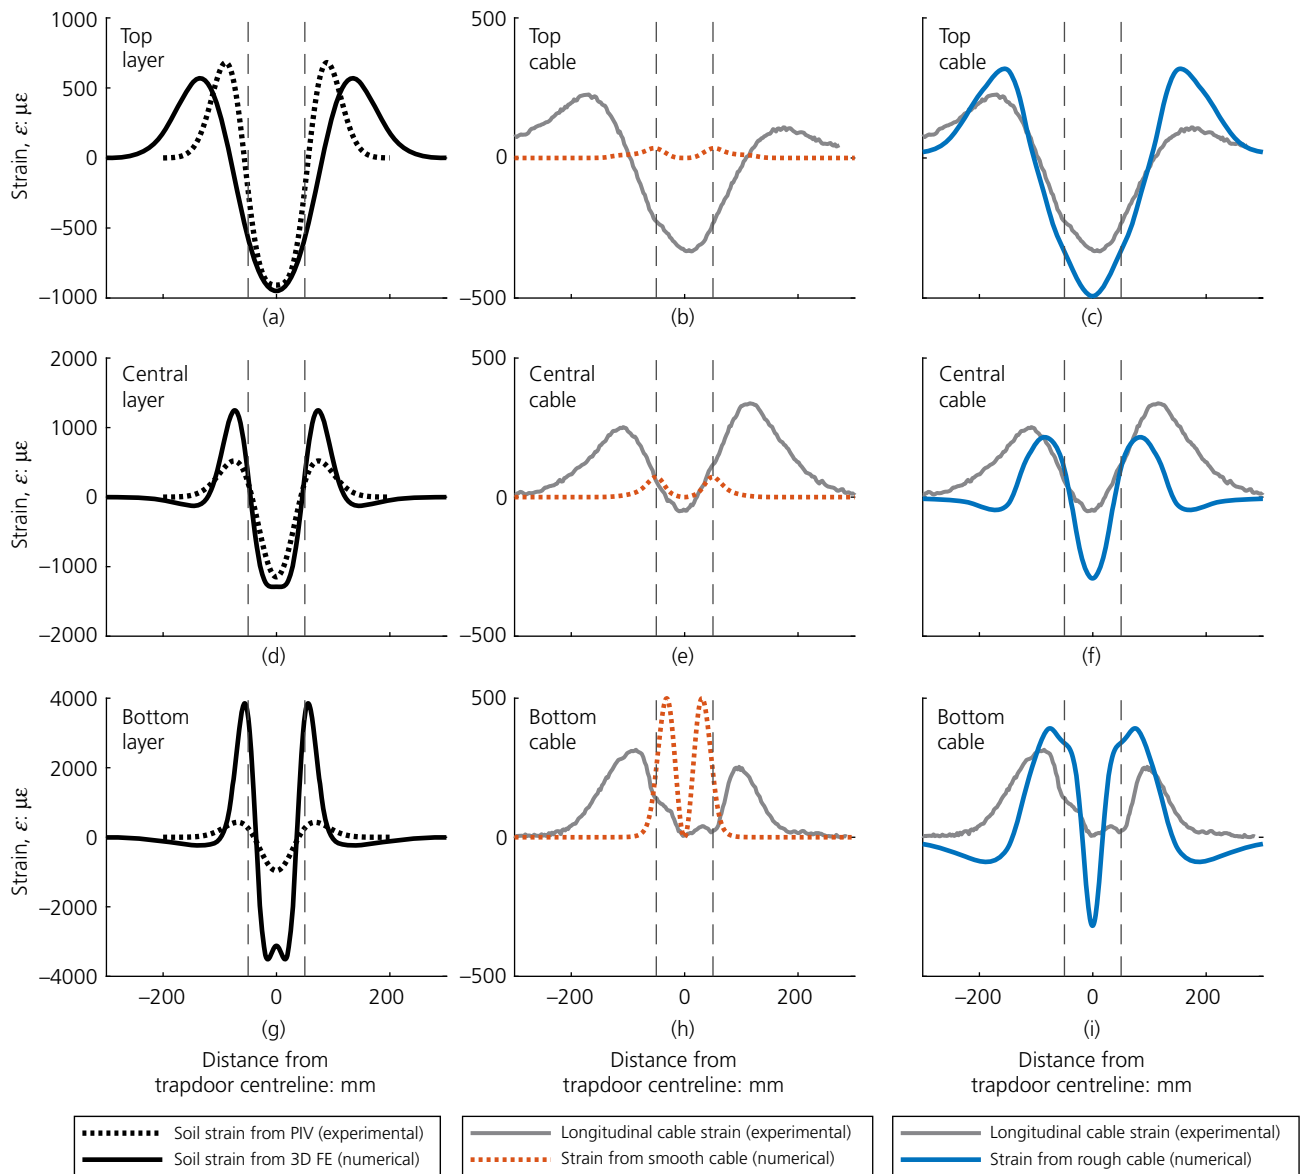 1000
500
0
−500
−1000
Strain, ε: με
Top
layer
(a)
500
0
−500
Top
cable
(b)
Top
cable
(c)
2000
1000
0
−1000
−2000
Strain, ε: με
Central
layer
(d)
500
0
−500
Central
cable
(e)
Central
cable
(f)
4000
2000
0
−2000
−4000
Strain, ε: με
Bottom
layer
−200 0 200
(g)
Distance from
trapdoor centreline: mm
500
0
−500
Bottom
cable
−200 0 200
(h)
Distance from
trapdoor centreline: mm
Bottom
cable
−200 0 200
(i)
Distance from
trapdoor centreline: mm
Soil strain from PIV (experimental)
Soil strain from 3D FE (numerical)
Longitudinal cable strain (experimental)
Strain from smooth cable (numerical)
Longitudinal cable strain (experimental)
Strain from rough cable (numerical)